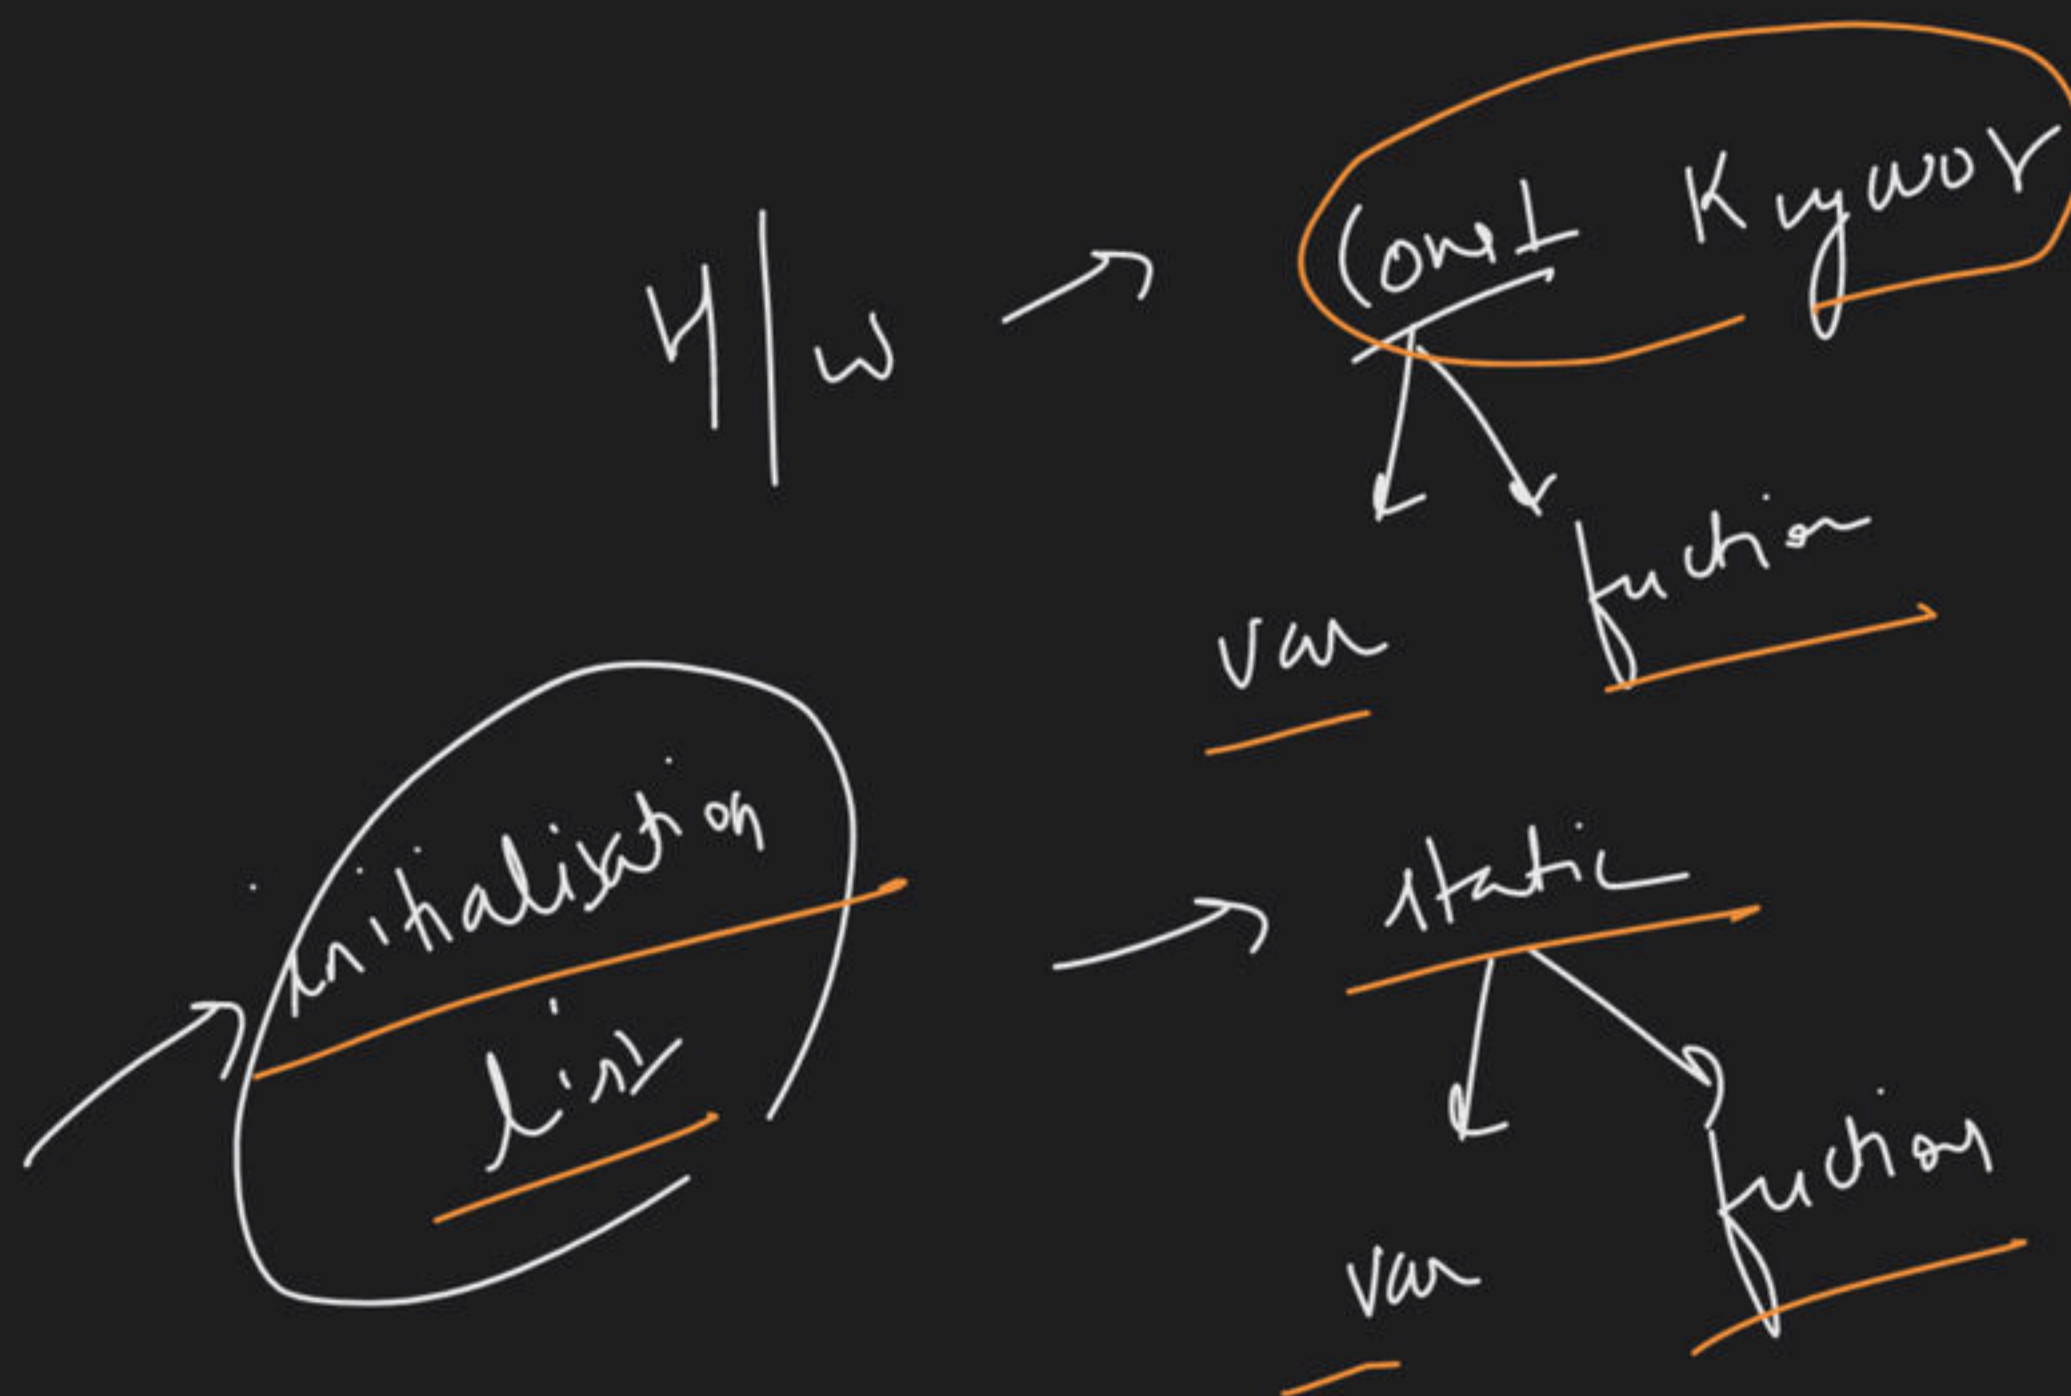 H/w → Const Keywor
var
fuction
initialisation
list
→ static
var
fuction